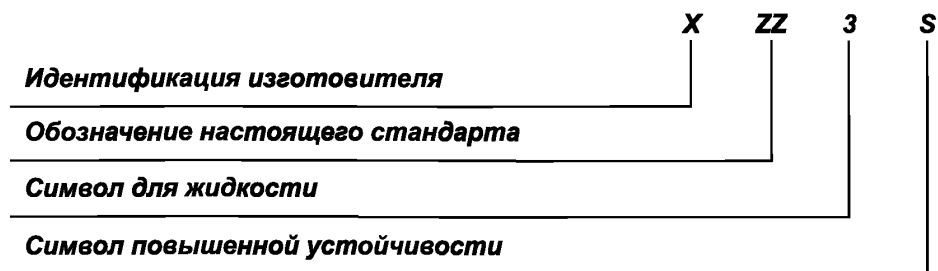 X ZZ 3 S
Идентификация изготовителя
Обозначение настоящего стандарта
Символ для жидкости
Символ повышенной устойчивости